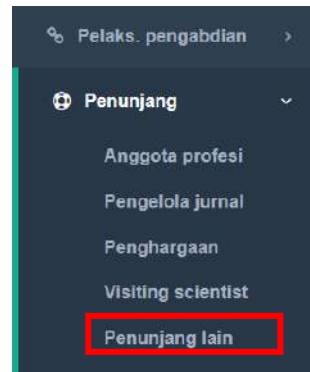 Pelaks. pengabdian
Penunjang
Anggota profesi
Pengelola jurnal
Penghargaan
Visiting scientist
Penunjang lain